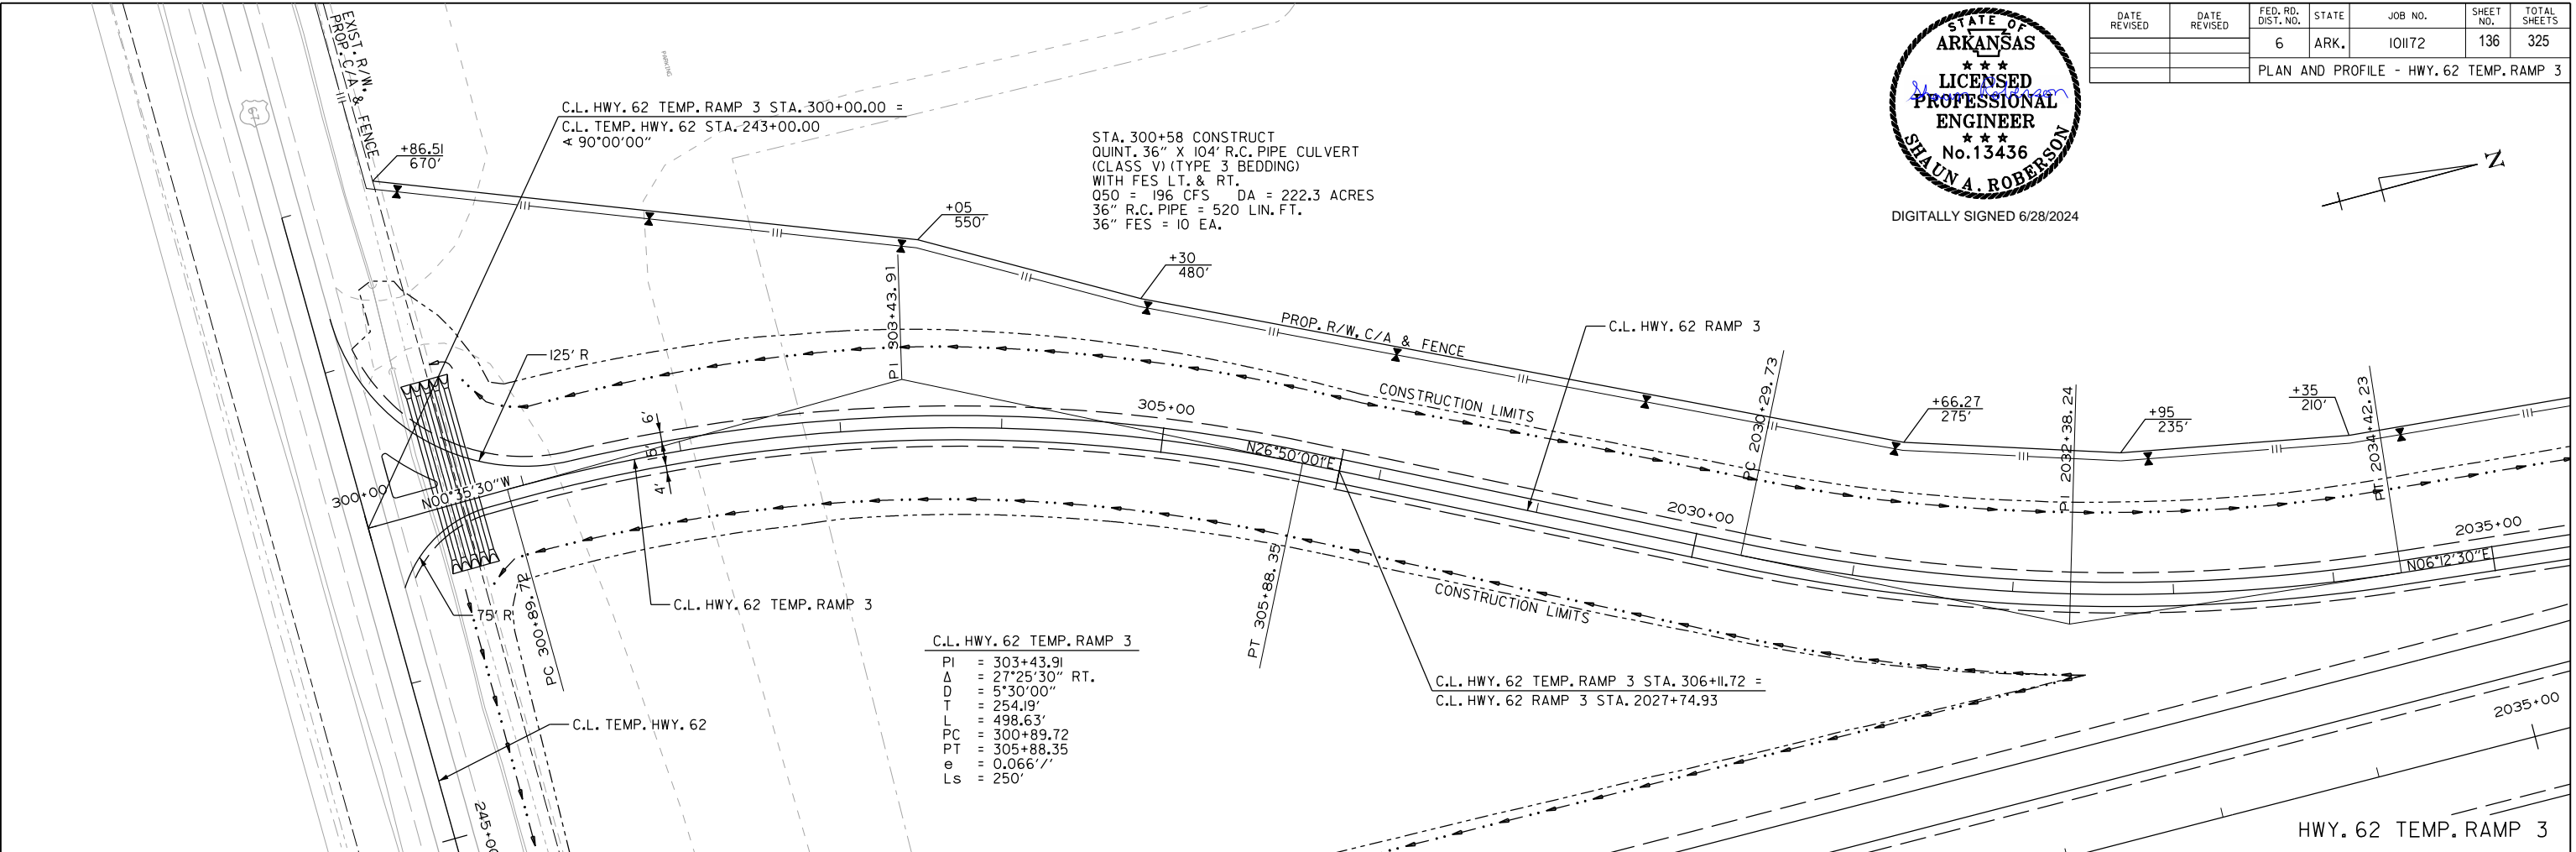 DATE REVISED
DATE REVISED
FED. RD. DIST. NO.
STATE
JOB NO.
SHEET NO.
TOTAL SHEETS
6
ARK.
101172
136
325
PLAN AND PROFILE - HWY. 62 TEMP. RAMP 3
STATE OF
ARKANSAS
★ ★ ★
LICENSED
PROFESSIONAL
ENGINEER
★ ★ ★
No. 13436
SHAUN A. ROBERSON
Shaun Roberson
DIGITALLY SIGNED 6/28/2024
N
EXIST. R/W. & FENCE
PROP. C/A
67
PARKING
+86.51
670'
C.L. HWY. 62 TEMP. RAMP 3 STA. 300+00.00 =
C.L. TEMP. HWY. 62 STA. 243+00.00
∢ 90°00'00"
STA. 300+58 CONSTRUCT
QUINT. 36" X 104' R.C. PIPE CULVERT
(CLASS V) (TYPE 3 BEDDING)
WITH FES LT. & RT.
Q50 = 196 CFS DA = 222.3 ACRES
36" R.C. PIPE = 520 LIN. FT.
36" FES = 10 EA.
+05
550'
+30
480'
PI 303+43.91
PROP. R/W, C/A & FENCE
C.L. HWY. 62 RAMP 3
125' R
CONSTRUCTION LIMITS
PC 2030+29.73
+66.27
275'
PI 2032+38.24
+95
235'
+35
210'
PT 2034+42.23
305+00
6'
15'
4'
N26°50'00"E
300+00
N00°35'30"W
2030+00
2035+00
N06°12'30"E
75' R
PC 300+89.72
C.L. HWY. 62 TEMP. RAMP 3
PT 305+88.35
CONSTRUCTION LIMITS
C.L. HWY. 62 TEMP. RAMP 3
PI = 303+43.91
Δ = 27°25'30" RT.
D = 5°30'00"
T = 254.19'
L = 498.63'
PC = 300+89.72
PT = 305+88.35
e = 0.066'/'
Ls = 250'
C.L. HWY. 62 TEMP. RAMP 3 STA. 306+11.72 =
C.L. HWY. 62 RAMP 3 STA. 2027+74.93
C.L. TEMP. HWY. 62
2035+00
245+00
HWY. 62 TEMP. RAMP 3